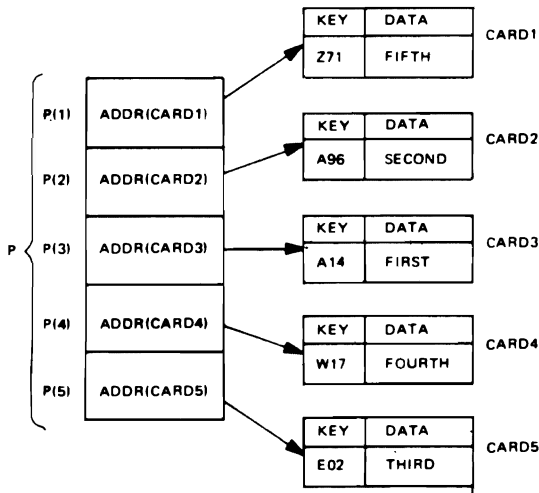 KEY DATA
Z71 FIFTH
CARD1
P(1) ADDR(CARD1)
KEY DATA
A96 SECOND
CARD2
P(2) ADDR(CARD2)
KEY DATA
A14 FIRST
CARD3
P P(3) ADDR(CARD3)
KEY DATA
W17 FOURTH
CARD4
P(4) ADDR(CARD4)
KEY DATA
E02 THIRD
CARD5
P(5) ADDR(CARD5)